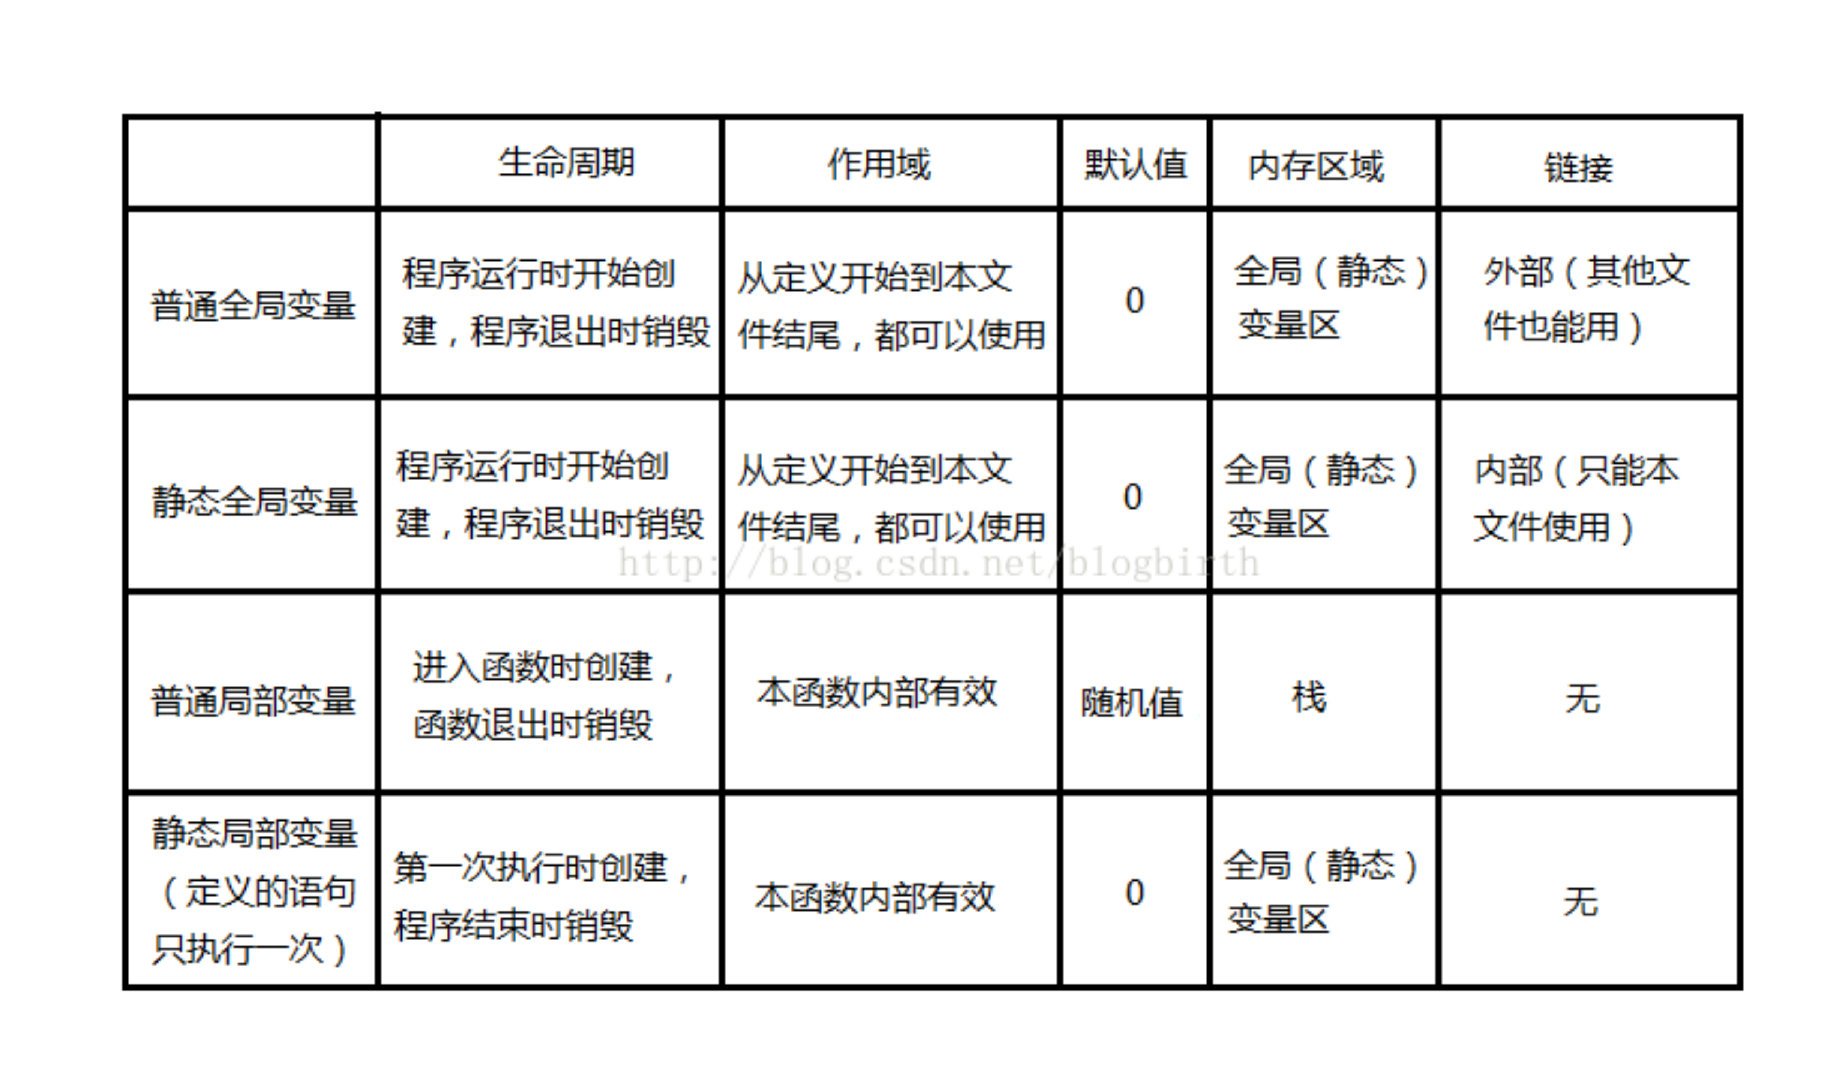 生命周期
作用域
默认值
内存区域
链接
普通全局变量
程序运行时开始创
建，程序退出时销毁
从定义开始到本文
件结尾，都可以使用
0
全局（静态）
变量区
外部（其他文
件也能用）
静态全局变量
程序运行时开始创
建，程序退出时销毁
从定义开始到本文
件结尾，都可以使用
0
全局（静态）
变量区
内部（只能本
文件使用）
http://blog.csdn.net/blogbirth
普通局部变量
进入函数时创建，
函数退出时销毁
本函数内部有效
随机值
栈
无
静态局部变量
（定义的语句
只执行一次）
第一次执行时创建，
程序结束时销毁
本函数内部有效
0
全局（静态）
变量区
无